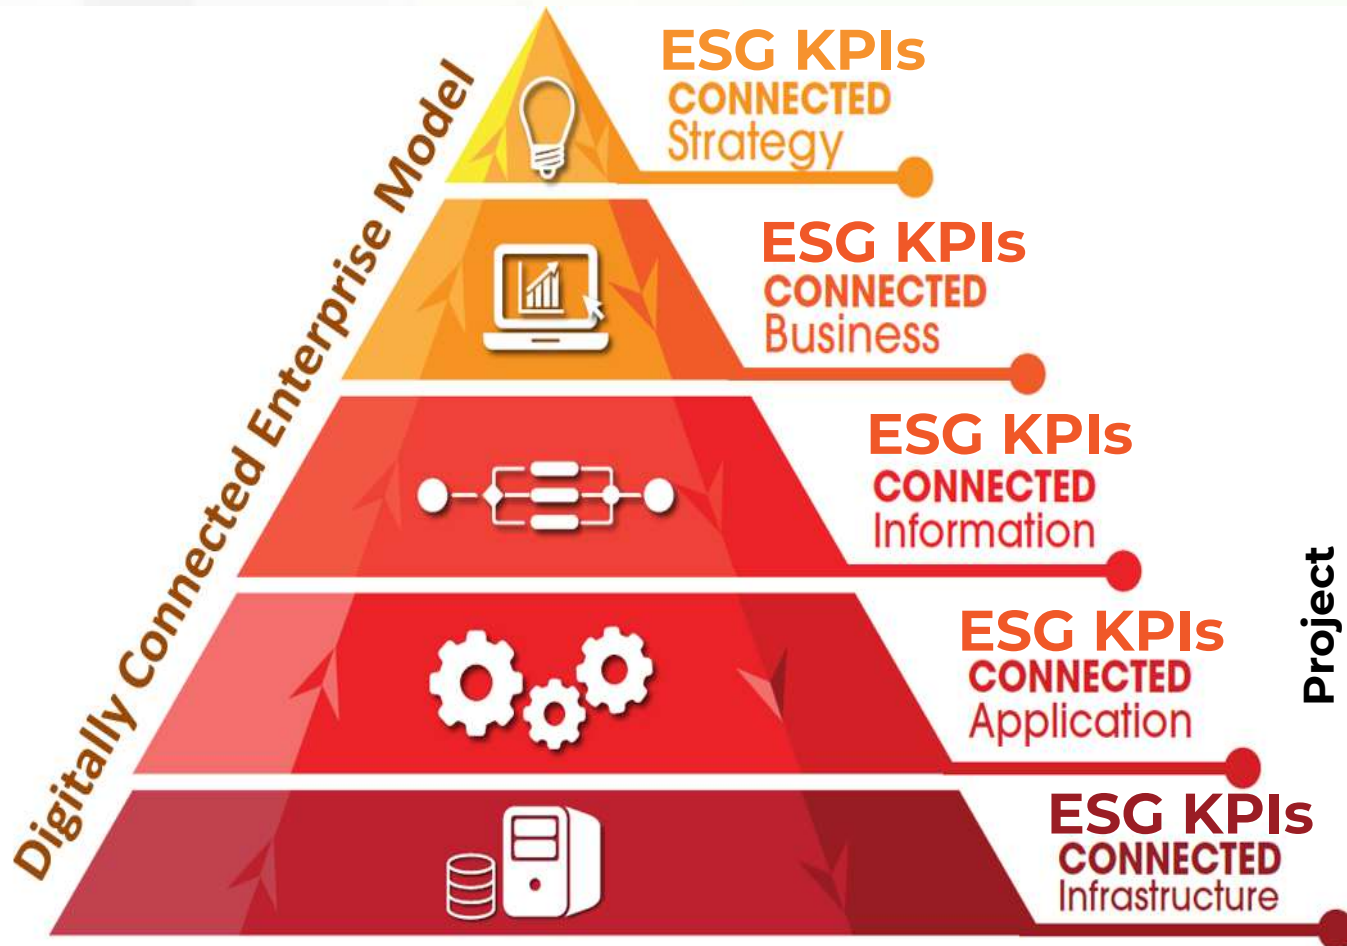 Digitally Connected Enterprise Model
ESG KPIs
CONNECTED
Strategy
ESG KPIs
CONNECTED
Business
ESG KPIs
CONNECTED
Information
ESG KPIs
CONNECTED
Application
ESG KPIs
CONNECTED
Infrastructure
Project